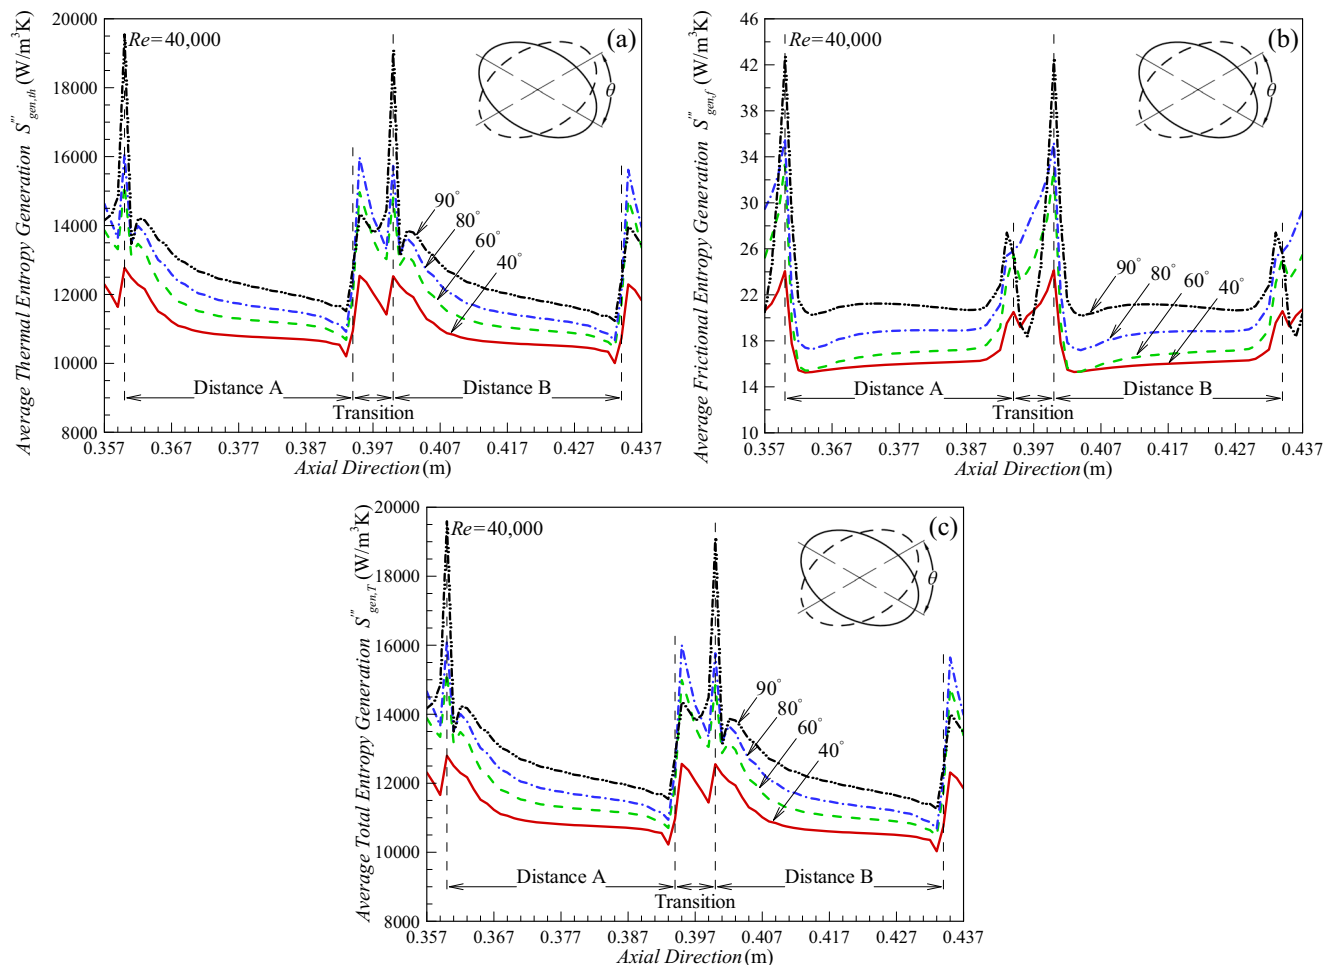 Average Thermal Entropy Generation S'''gen,th (W/m³K)
20000
18000
16000
14000
12000
10000
8000
Re=40,000
(a)
θ
90°
80°
60°
40°
Distance A
Distance B
Transition
0.357 0.367 0.377 0.387 0.397 0.407 0.417 0.427 0.437
Axial Direction (m)
Average Frictional Entropy Generation S'''gen,f (W/m³K)
46
42
38
34
30
26
22
18
14
10
Re=40,000
(b)
θ
90°
80°
60°
40°
Distance A
Distance B
Transition
0.357 0.367 0.377 0.387 0.397 0.407 0.417 0.427 0.437
Axial Direction (m)
Average Total Entropy Generation S'''gen,T (W/m³K)
20000
18000
16000
14000
12000
10000
8000
Re=40,000
(c)
θ
90°
80°
60°
40°
Distance A
Distance B
Transition
0.357 0.367 0.377 0.387 0.397 0.407 0.417 0.427 0.437
Axial Direction (m)